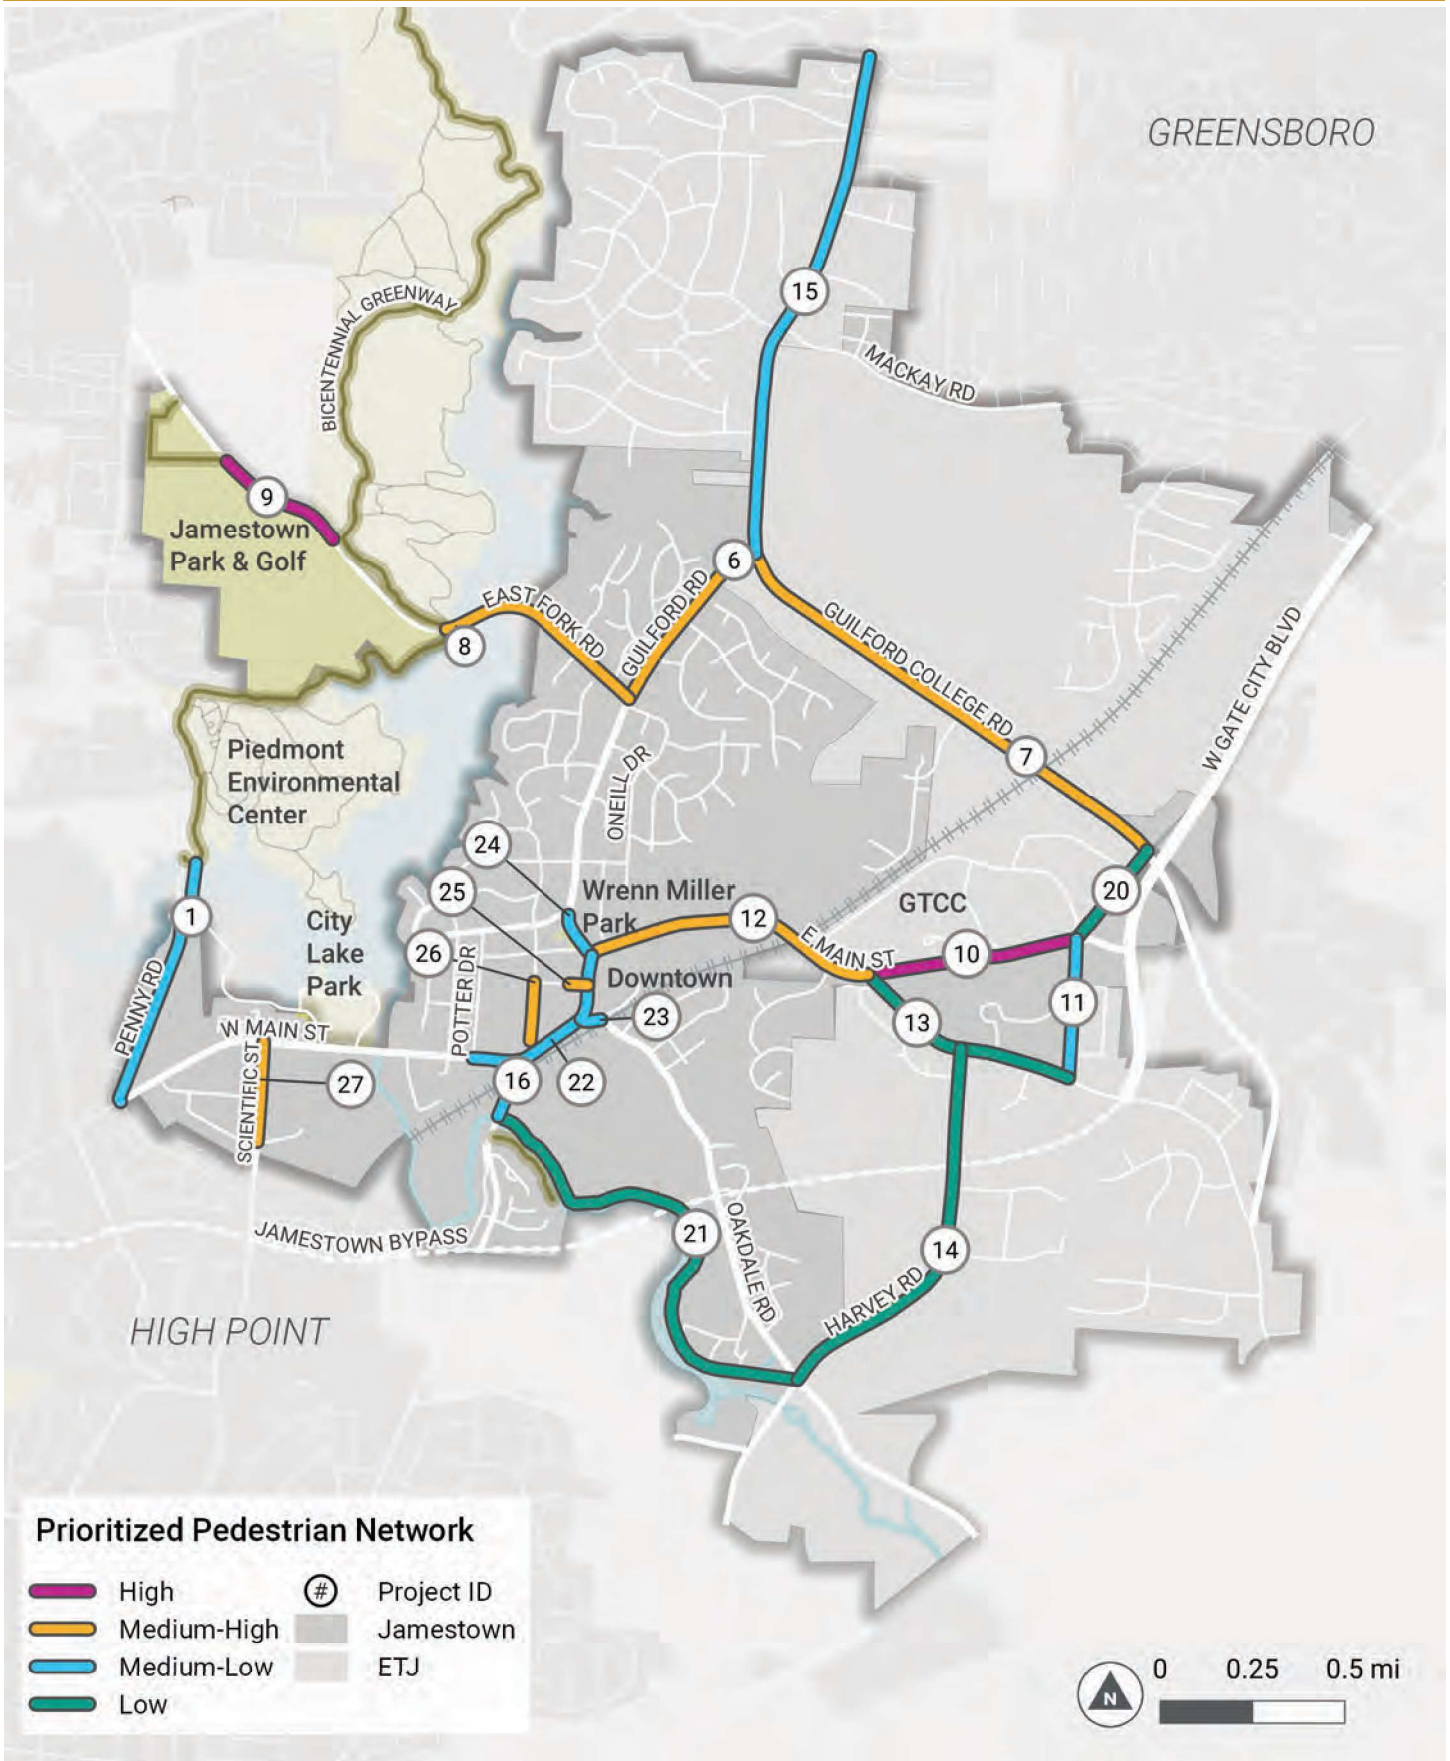 GREENSBORO
15
MACKAY RD
BICENTENNIAL GREENWAY
9
Jamestown
Park & Golf
6
EAST FORK RD
GUILFORD RD
GUILFORD COLLEGE RD
8
7
W GATE CITY BLVD
Piedmont
Environmental
Center
ONEILL DR
24
25
Wrenn Miller
Park
12
GTCC
20
1
City
Lake
Park
26
E MAIN ST
10
POTTER DR
Downtown
11
PENNY RD
W MAIN ST
23
13
SCIENTIFIC ST
27
16
22
JAMESTOWN BYPASS
21
OAKDALE RD
14
HARVEY RD
HIGH POINT
Prioritized Pedestrian Network
High
# Project ID
Medium-High
Jamestown
Medium-Low
ETJ
Low
N
0 0.25 0.5 mi